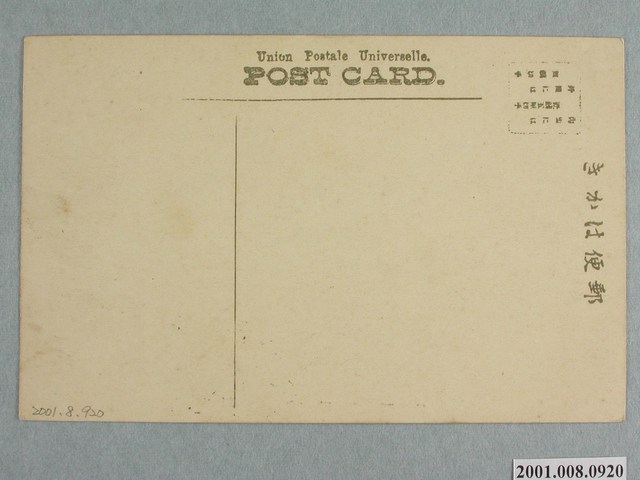 Union Postale Universelle.
POST CARD.
きかは便郵
2001.8.920
2001.008.0920